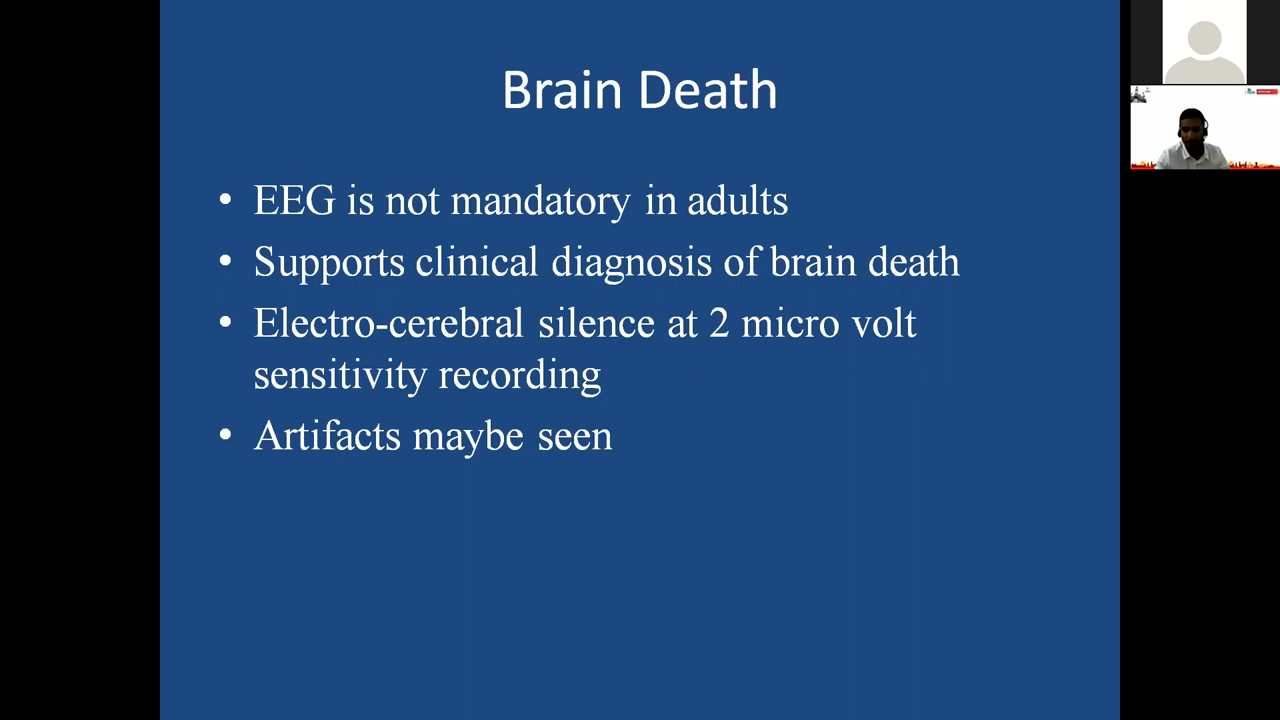 Brain Death
• EEG is not mandatory in adults
• Supports clinical diagnosis of brain death
• Electro-cerebral silence at 2 micro volt
sensitivity recording
• Artifacts maybe seen